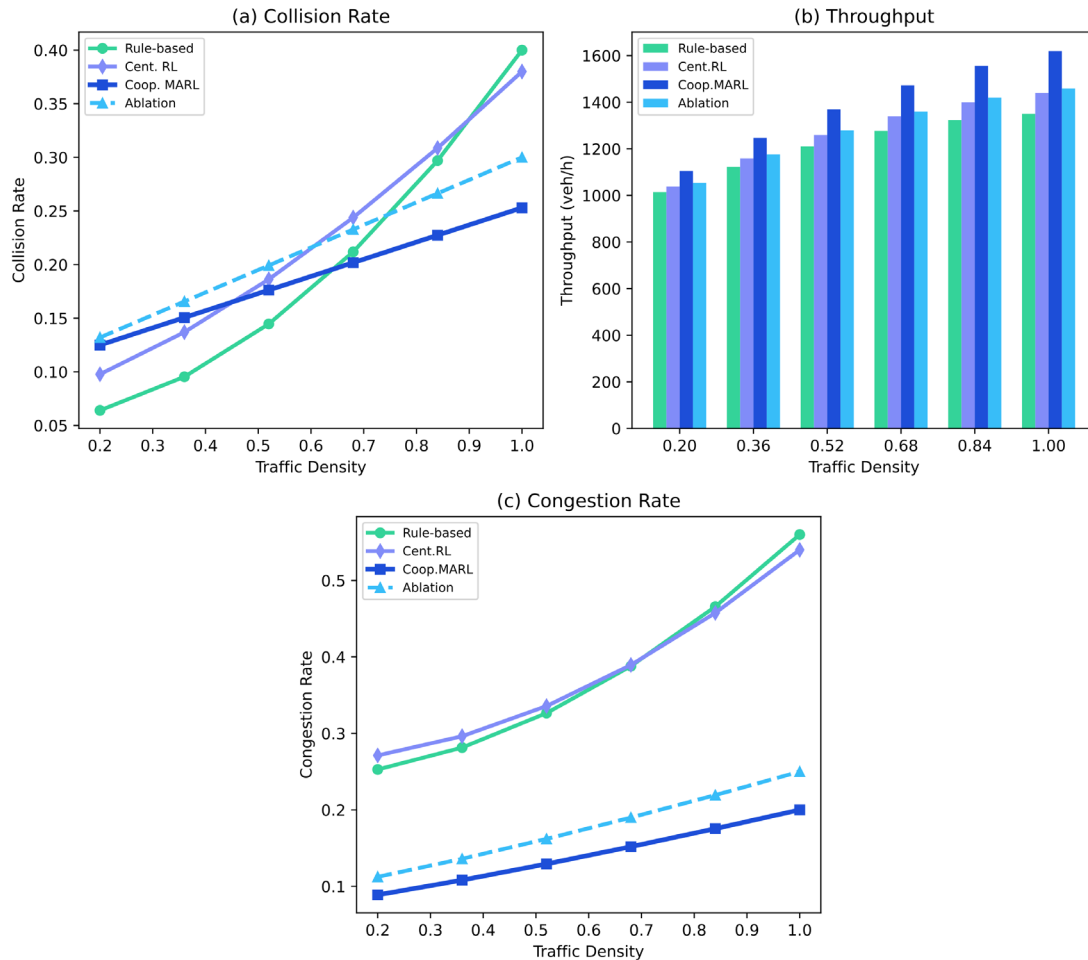 (a) Collision Rate
Rule-based
Cent. RL
Coop. MARL
Ablation
0.40
0.35
0.30
0.25
0.20
0.15
0.10
0.05
Collision Rate
0.2 0.3 0.4 0.5 0.6 0.7 0.8 0.9 1.0
Traffic Density
(b) Throughput
Rule-based
Cent.RL
Coop.MARL
Ablation
1600
1400
1200
1000
800
600
400
200
0
Throughput (veh/h)
0.20 0.36 0.52 0.68 0.84 1.00
Traffic Density
(c) Congestion Rate
Rule-based
Cent.RL
Coop.MARL
Ablation
0.5
0.4
0.3
0.2
0.1
Congestion Rate
0.2 0.3 0.4 0.5 0.6 0.7 0.8 0.9 1.0
Traffic Density